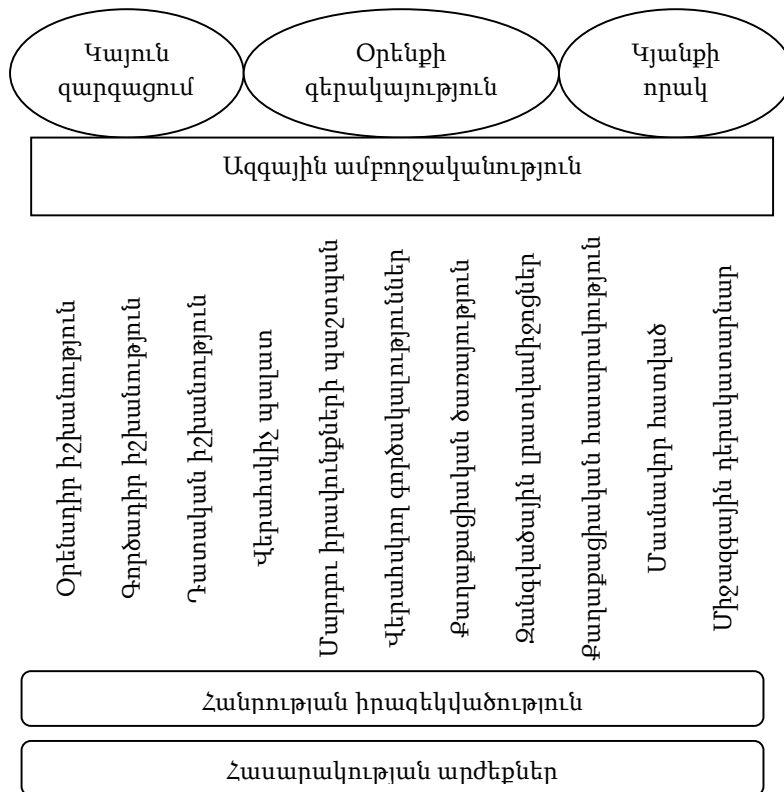 Կայուն
զարգացում
Օրենքի
գերակայություն
Կյանքի
որակ
Ազգային ամբողջականություն
Օրենսդիր իշխանություն
Գործադիր իշխանություն
Դատական իշխանություն
Վերահսկիչ պալատ
Մարդու իրավունքների պաշտպան
Վերահսկող գործակալություններ
Քաղաքացիական ծառայություն
Զանգվածային լրատվամիջոցներ
Քաղաքացիական հասարակություն
Մասնավոր հատված
Միջազգային դերակատարներ
Հանրության իրազեկվածություն
Հասարակության արժեքներ